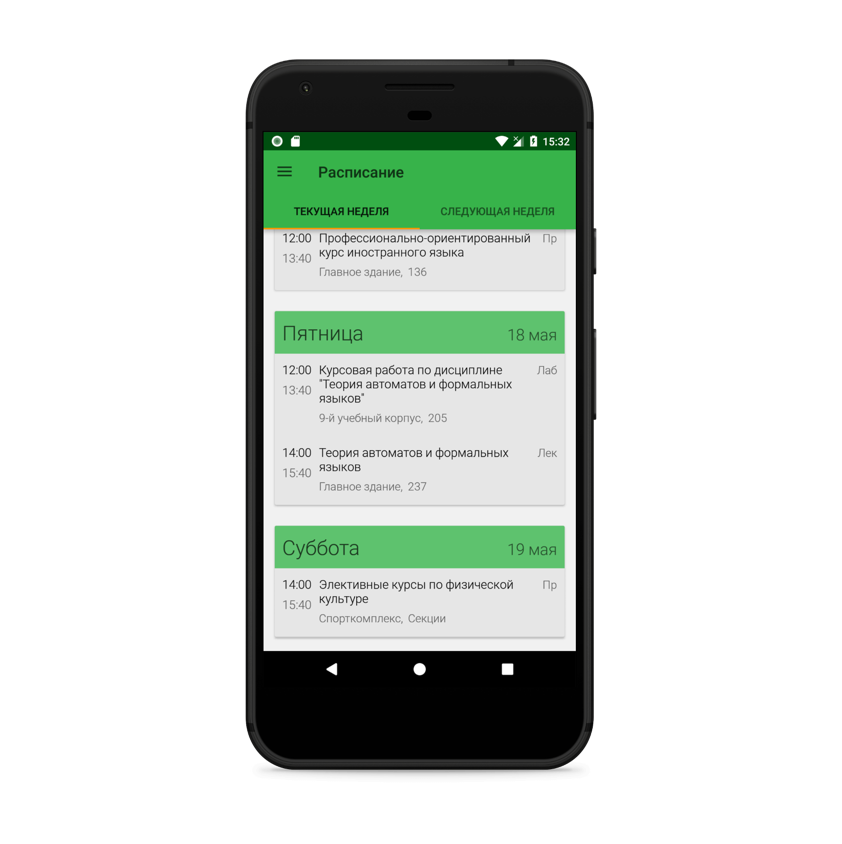 15:32
Расписание
ТЕКУЩАЯ НЕДЕЛЯ СЛЕДУЮЩАЯ НЕДЕЛЯ
12:00 Профессионально-ориентированный Пр
13:40 курс иностранного языка
Главное здание, 136
Пятница 18 мая
12:00 Курсовая работа по дисциплине Лаб
13:40 "Теория автоматов и формальных
языков"
9-й учебный корпус, 205
14:00 Теория автоматов и формальных Лек
15:40 языков
Главное здание, 237
Суббота 19 мая
14:00 Элективные курсы по физической Пр
15:40 культуре
Спорткомплекс, Секции